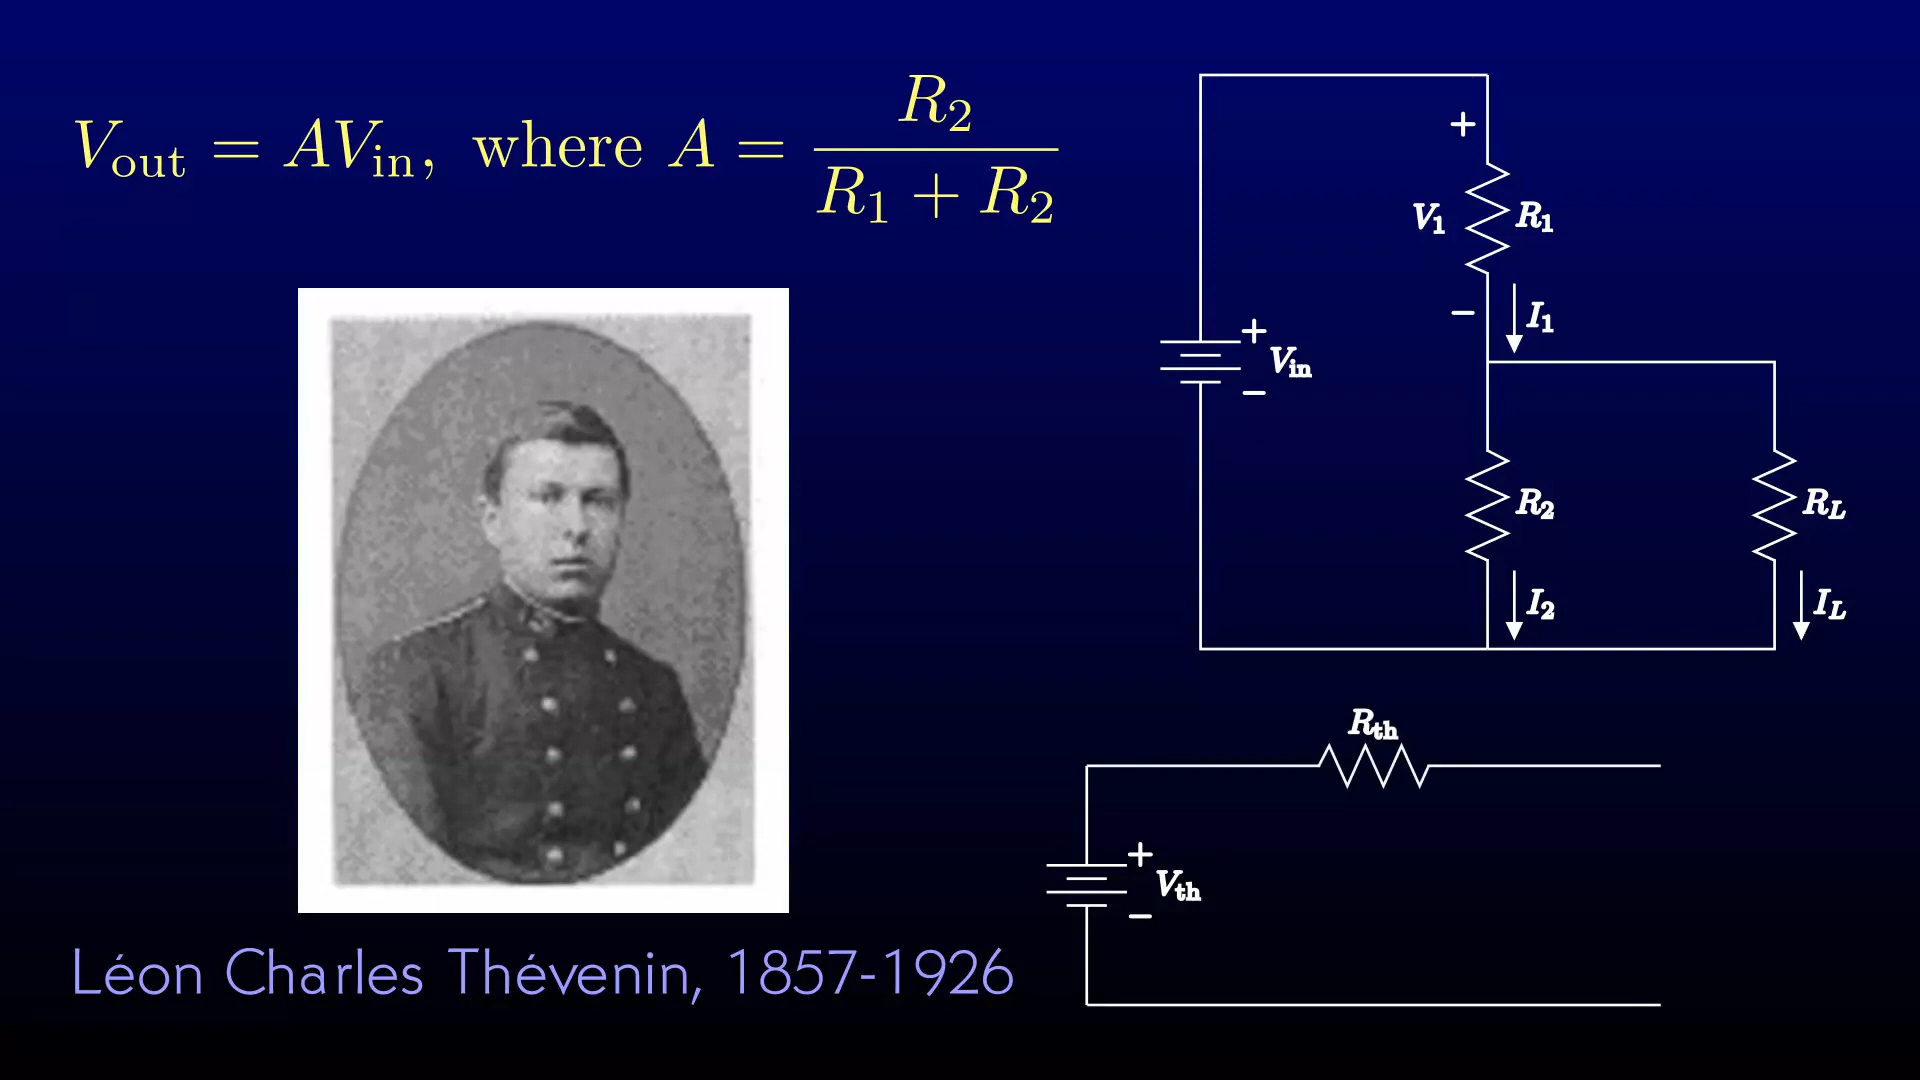 V_out = AV_in, where A = R_2 / (R_1 + R_2)
+
V_1 R_1
− I_1
+
V_in
−
R_2 R_L
I_2 I_L
R_th
+
V_th
−
Léon Charles Thévenin, 1857-1926